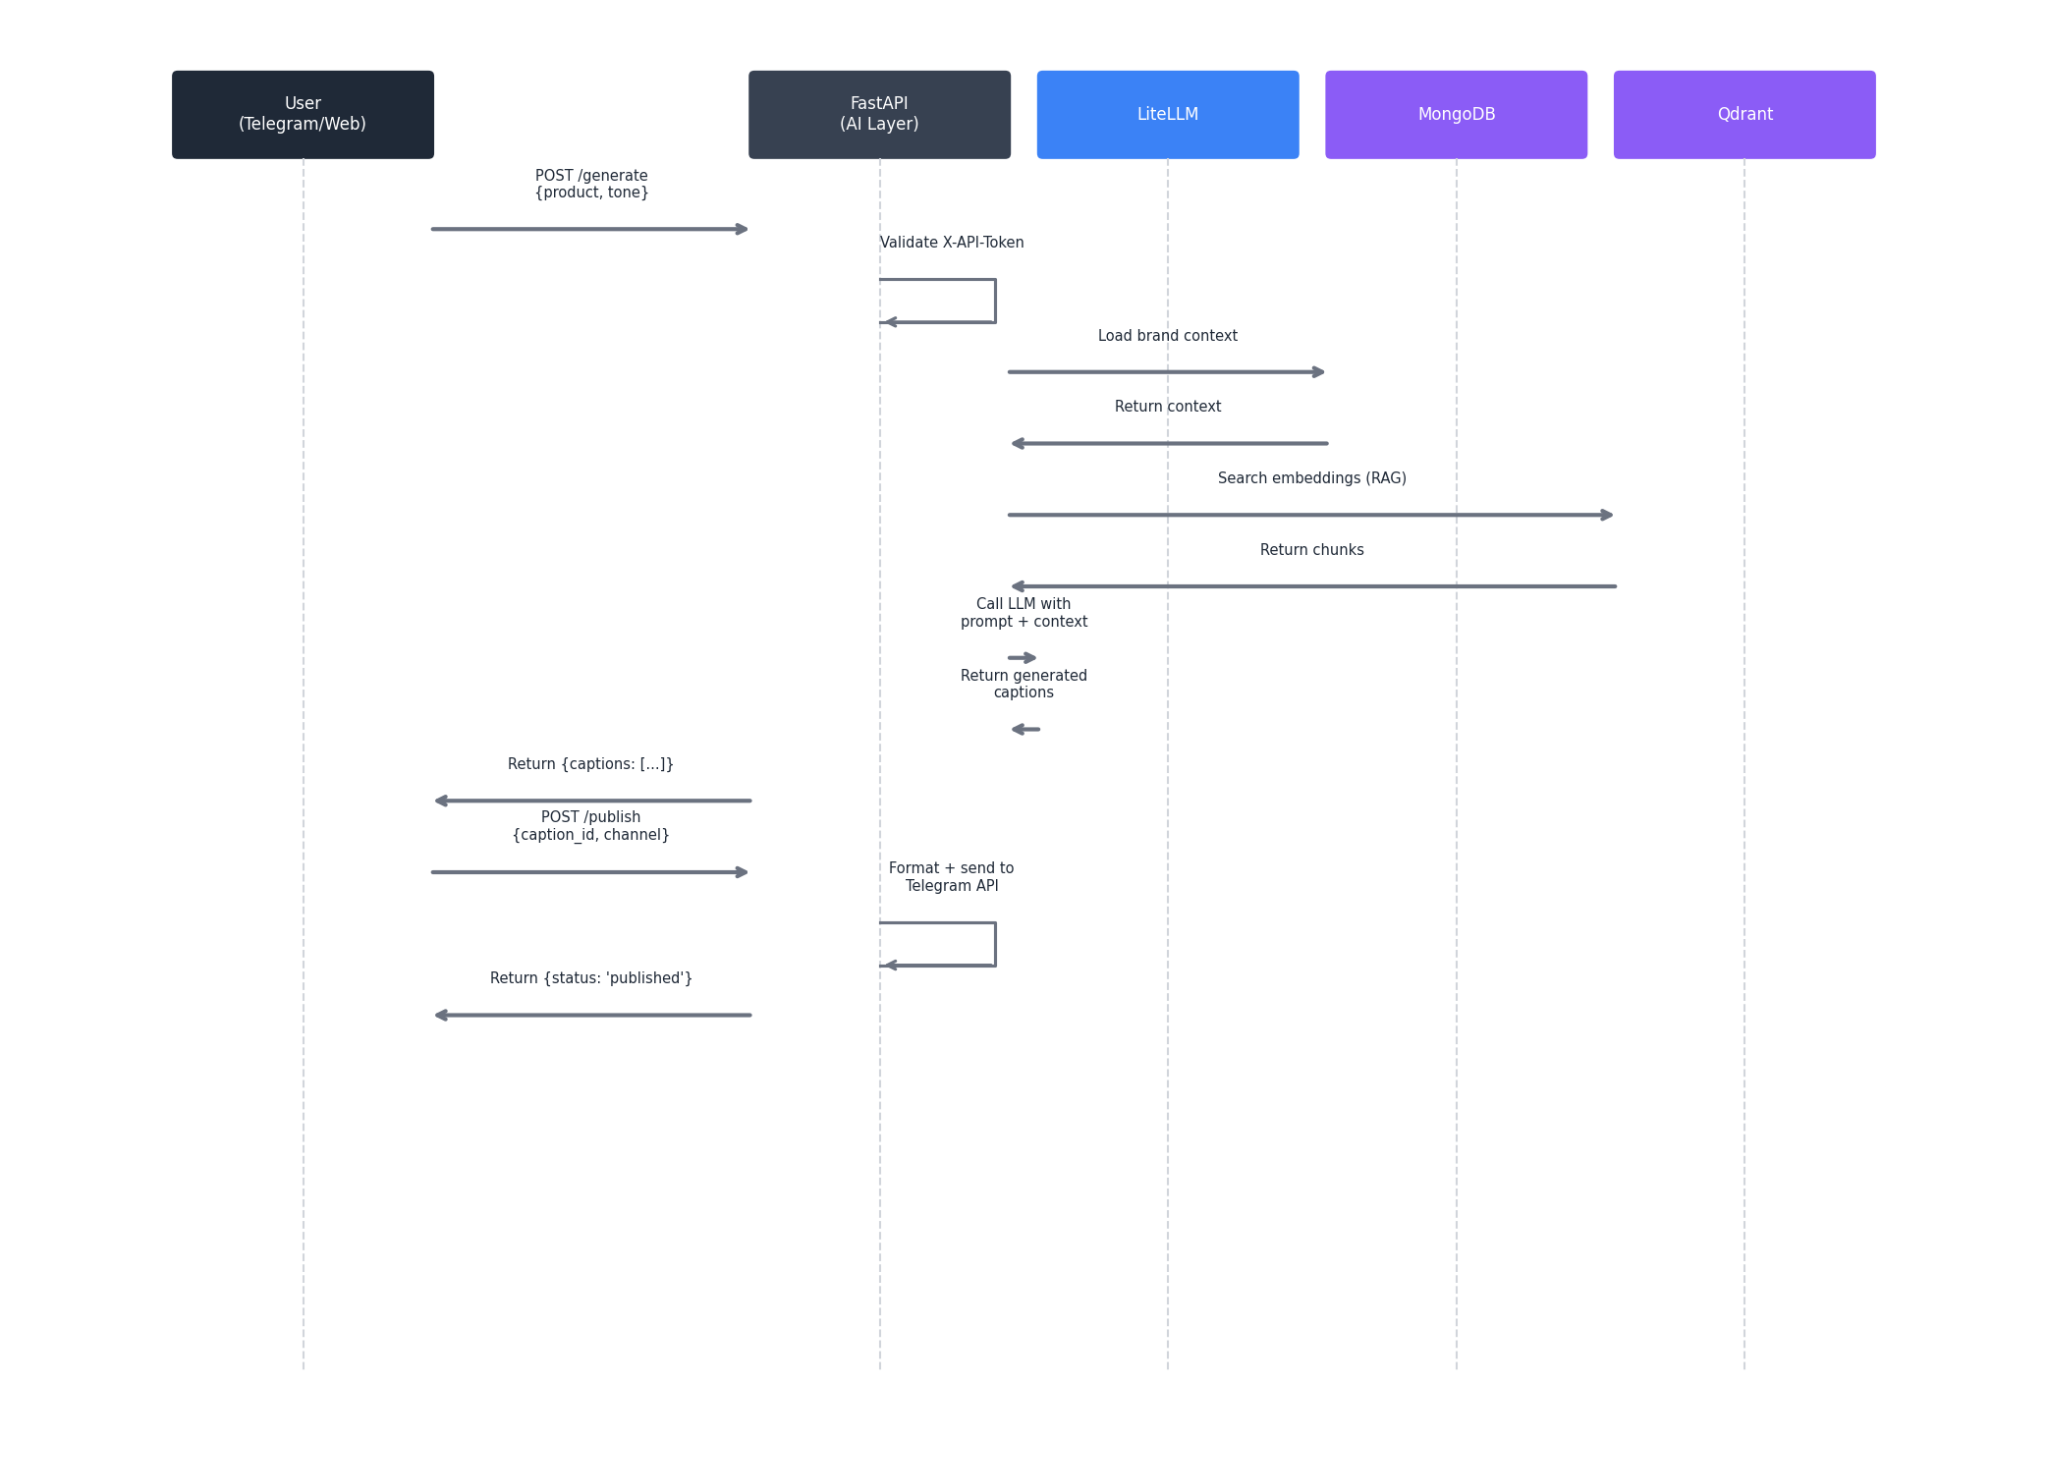 User
(Telegram/Web)
FastAPI
(AI Layer)
LiteLLM
MongoDB
Qdrant
POST /generate
{product, tone}
Validate X-API-Token
Load brand context
Return context
Search embeddings (RAG)
Return chunks
Call LLM with
prompt + context
Return generated
captions
Return {captions: [...]}
POST /publish
{caption_id, channel}
Format + send to
Telegram API
Return {status: 'published'}